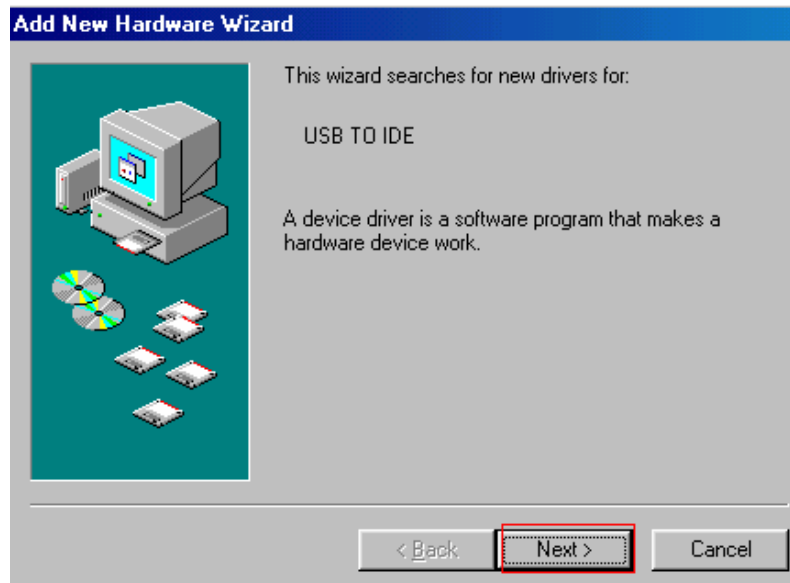 Add New Hardware Wizard
This wizard searches for new drivers for:
USB TO IDE
A device driver is a software program that makes a
hardware device work.
< Back
Next >
Cancel